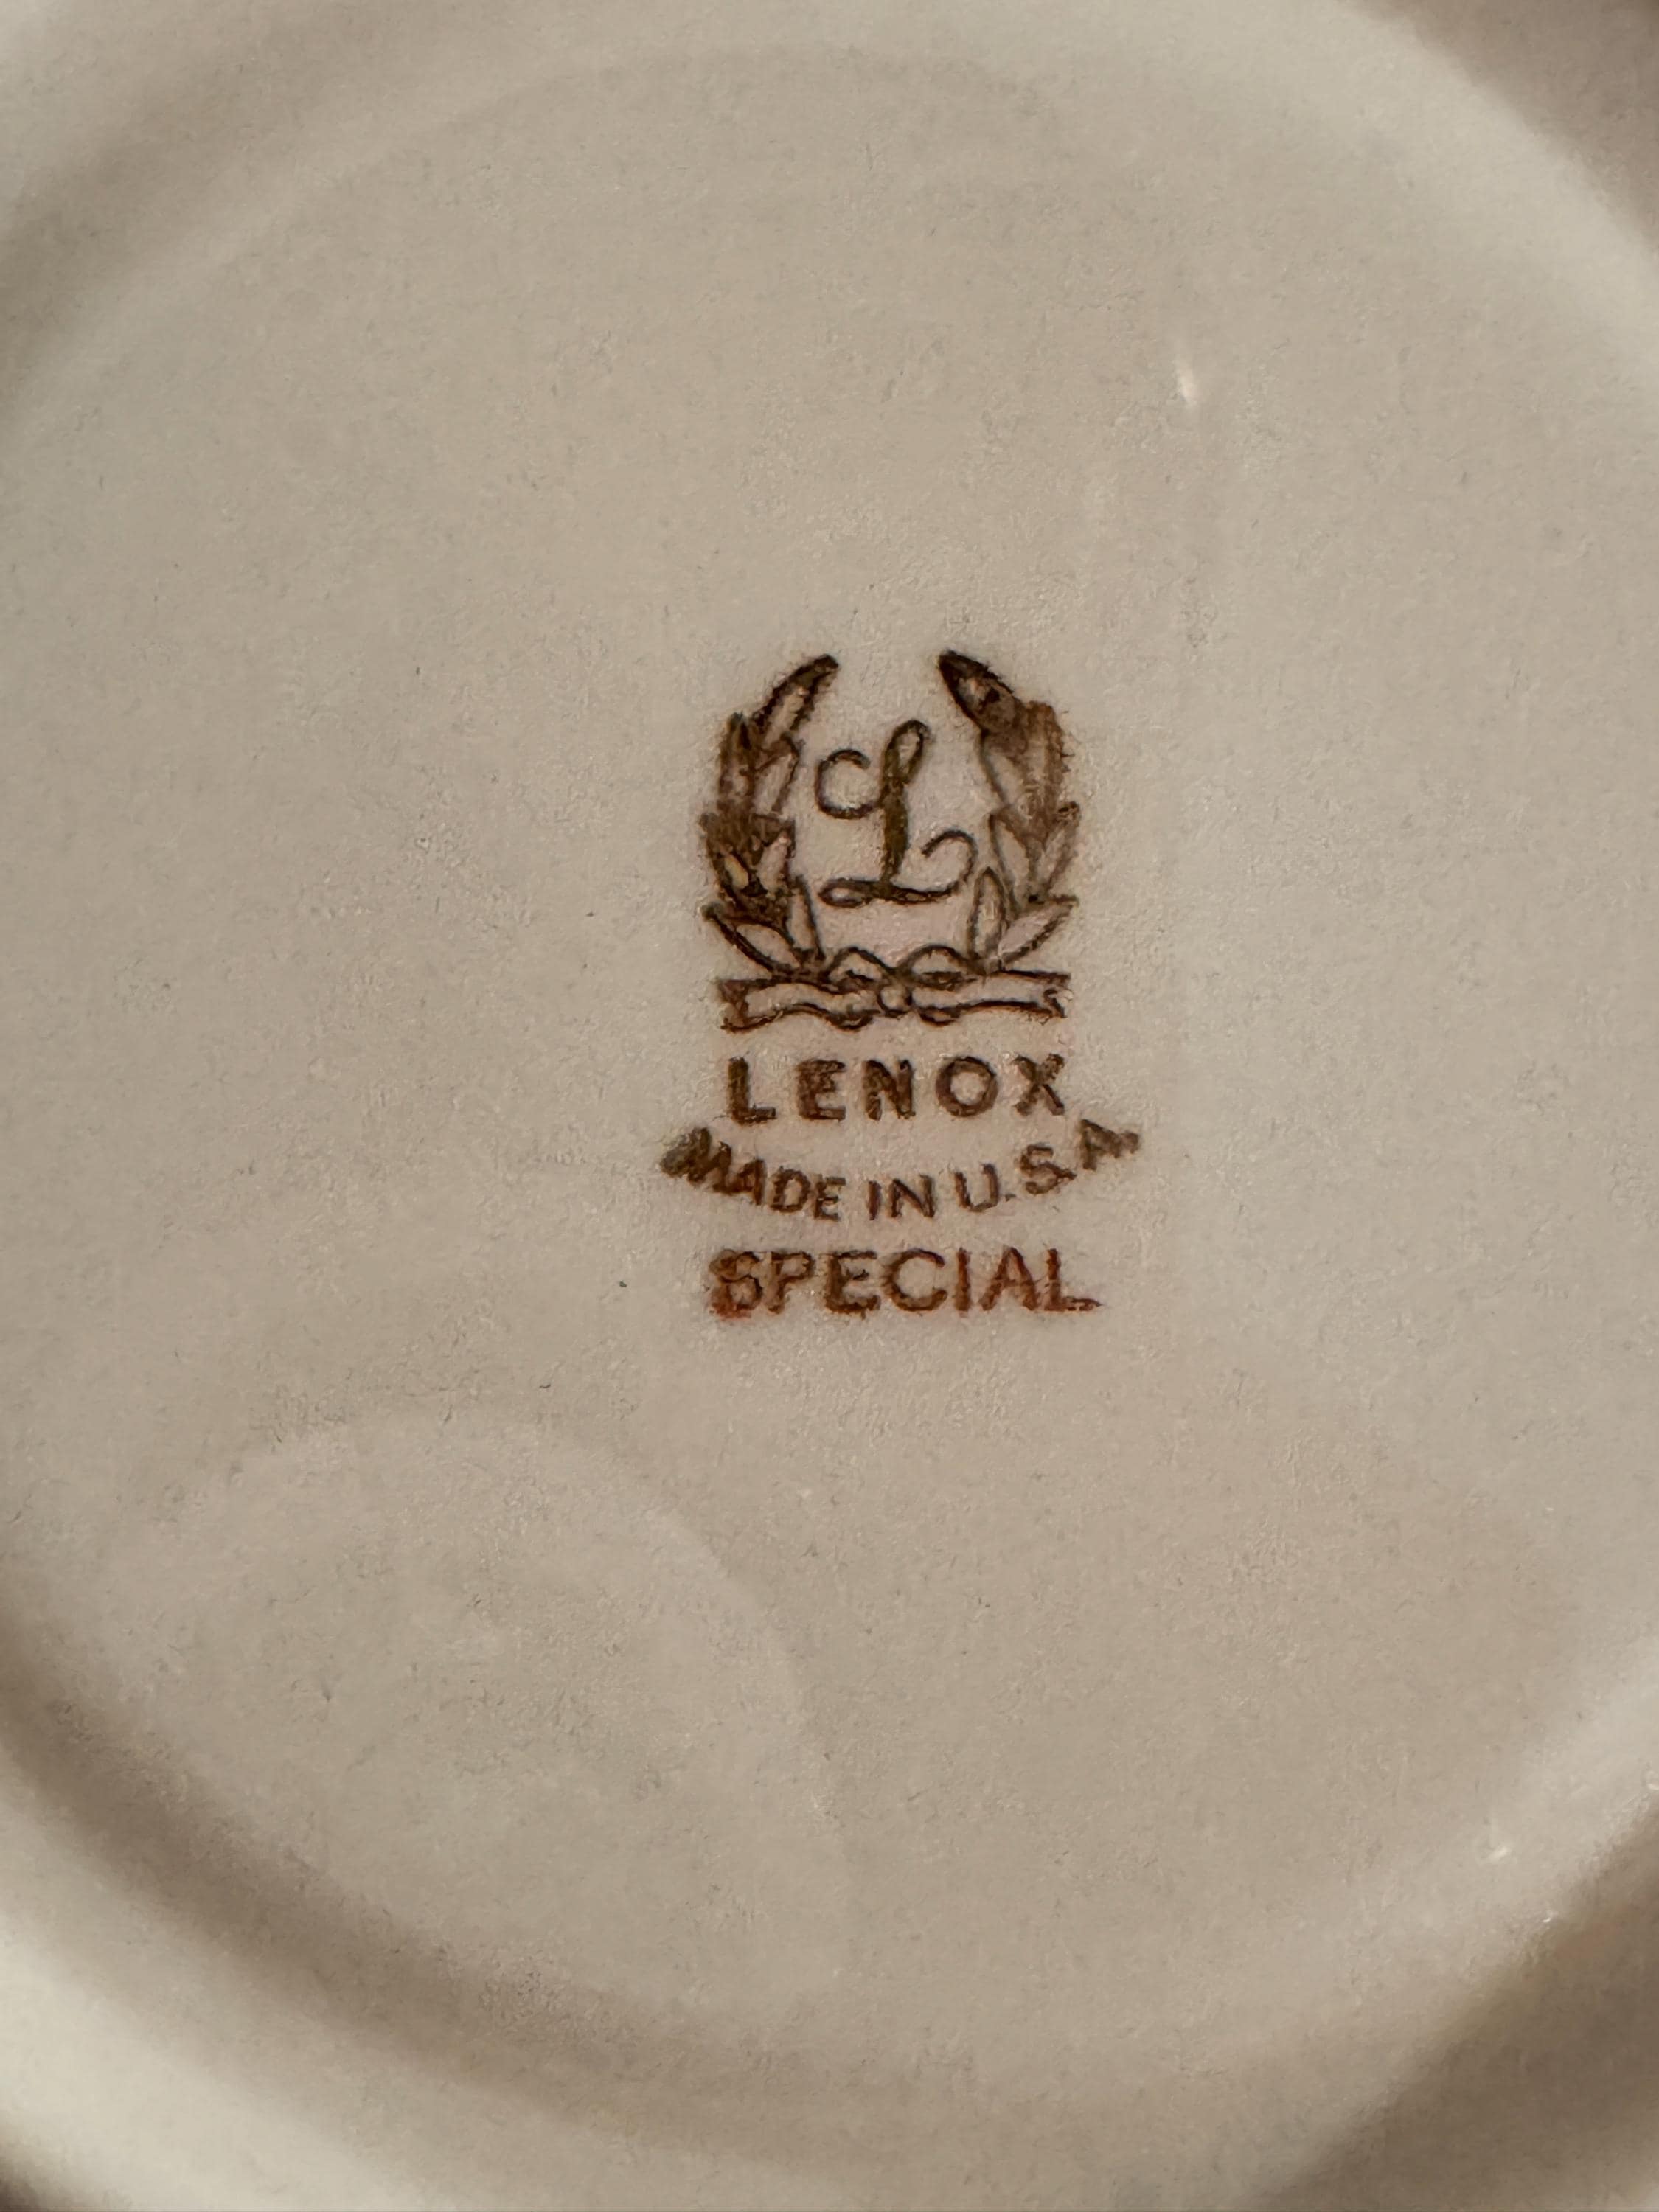 L
LENOX
MADE IN U.S.A.
SPECIAL